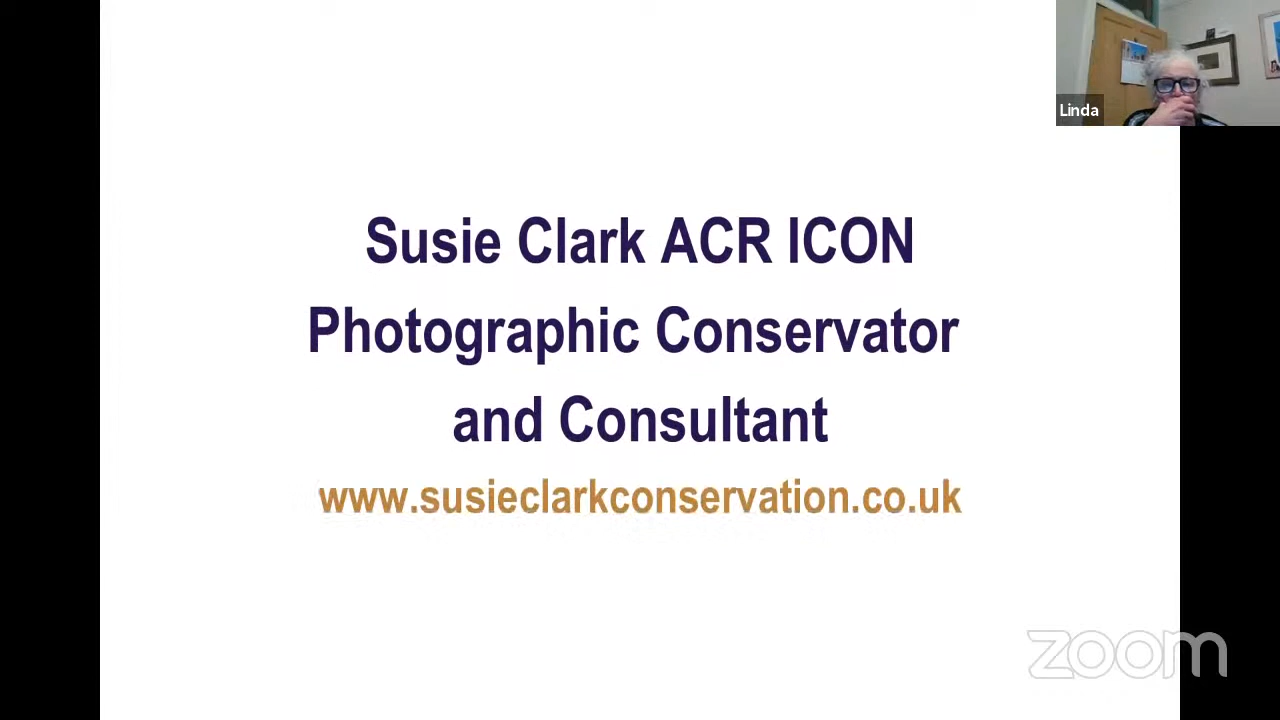 Linda
Susie Clark ACR ICON
Photographic Conservator
and Consultant
www.susieclarkconservation.co.uk
zoom